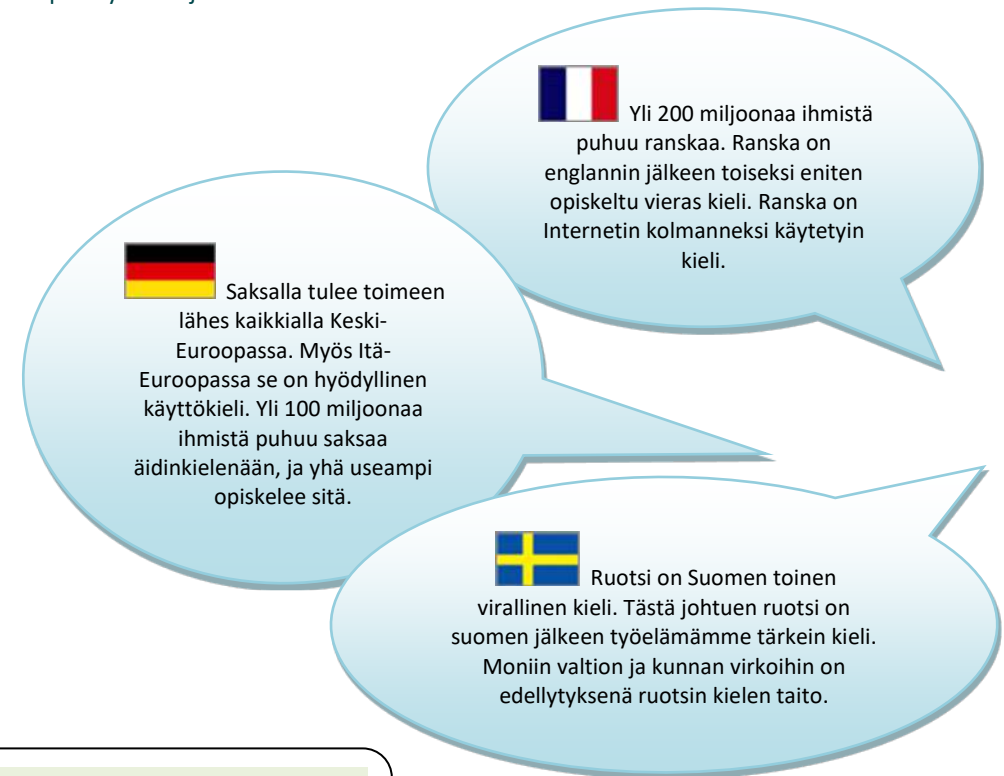 Yli 200 miljoonaa ihmistä
puhuu ranskaa. Ranska on
englannin jälkeen toiseksi eniten
opiskeltu vieras kieli. Ranska on
Internetin kolmanneksi käytetyin
kieli.
Saksalla tulee toimeen
lähes kaikkialla Keski-
Euroopassa. Myös Itä-
Euroopassa se on hyödyllinen
käyttökieli. Yli 100 miljoonaa
ihmistä puhuu saksaa
äidinkielenään, ja yhä useampi
opiskelee sitä.
Ruotsi on Suomen toinen
virallinen kieli. Tästä johtuen ruotsi on
suomen jälkeen työelämämme tärkein kieli.
Moniin valtion ja kunnan virkoihin on
edellytyksenä ruotsin kielen taito.